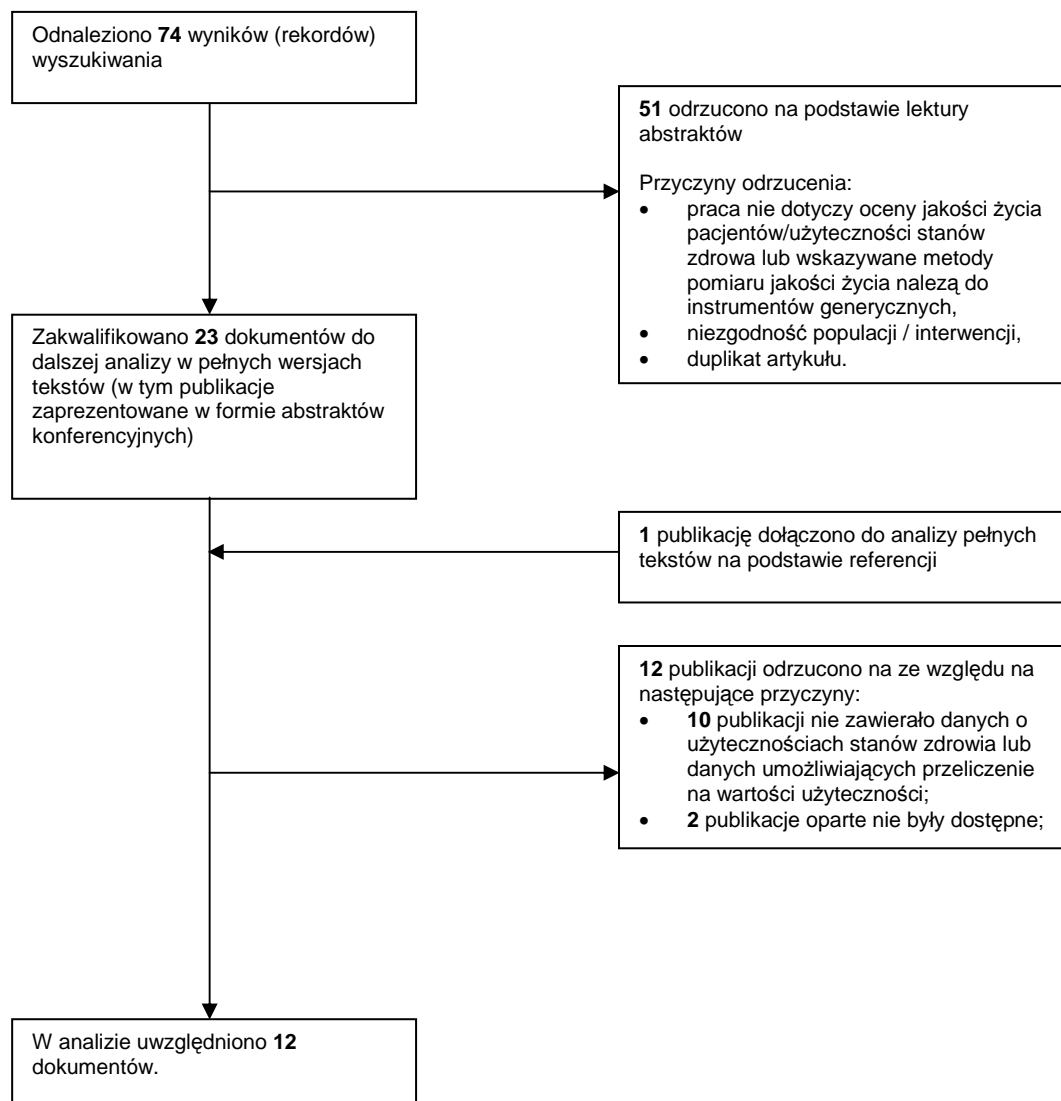 Odnaleziono 74 wyników (rekordów)
wyszukiwania
51 odrzucono na podstawie lektury
abstraktów
Przyczyny odrzucenia:
• praca nie dotyczy oceny jakości życia
pacjentów/użyteczności stanów
zdrowa lub wskazywane metody
pomiaru jakości życia nalezą do
instrumentów generycznych,
• niezgodność populacji / interwencji,
• duplikat artykułu.
Zakwalifikowano 23 dokumentów do
dalszej analizy w pełnych wersjach
tekstów (w tym publikacje
zaprezentowane w formie abstraktów
konferencyjnych)
1 publikację dołączono do analizy pełnych
tekstów na podstawie referencji
12 publikacji odrzucono na ze względu na
następujące przyczyny:
• 10 publikacji nie zawierało danych o
użytecznościach stanów zdrowia lub
danych umożliwiających przeliczenie
na wartości użyteczności;
• 2 publikacje oparte nie były dostępne;
W analizie uwzględniono 12
dokumentów.